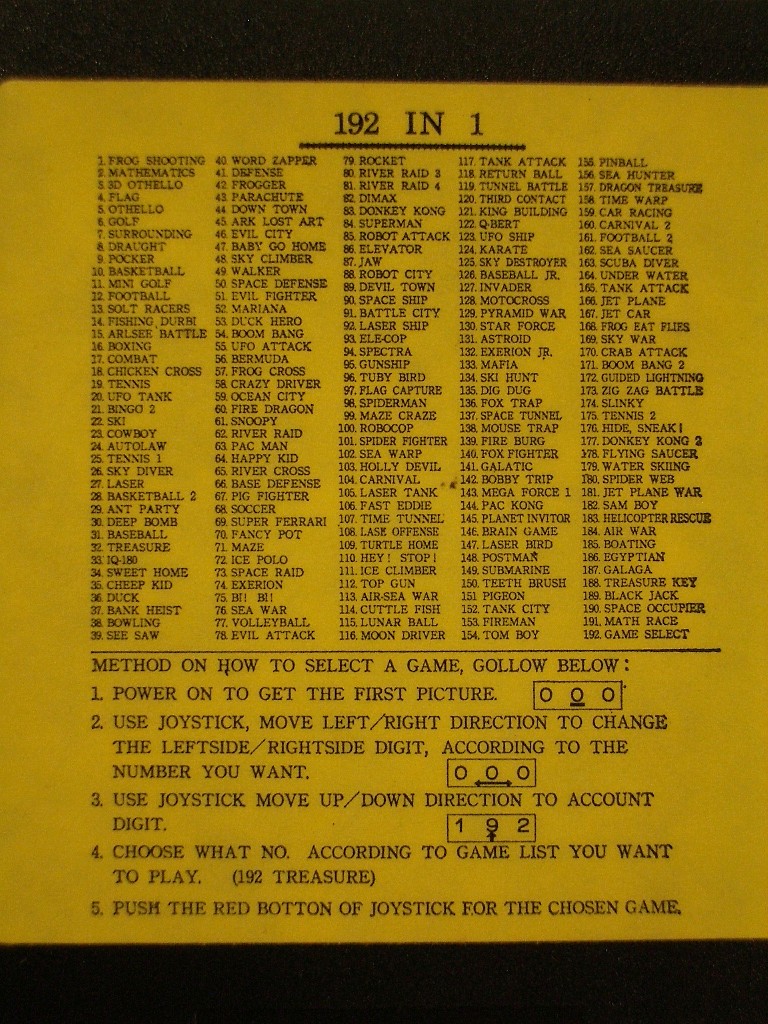 192 IN 1
1. FROG SHOOTING
2. MATHEMATICS
3. 3D OTHELLO
4. FLAG
5. OTHELLO
6. GOLF
7. SURROUNDING
8. DRAUGHT
9. POCKER
10. BASKETBALL
11. MINI GOLF
12. FOOTBALL
13. SOLT RACERS
14. FISHING DURBI
15. ARLSEE BATTLE
16. BOXING
17. COMBAT
18. CHICKEN CROSS
19. TENNIS
20. UFO TANK
21. BINGO 2
22. SKI
23. COWBOY
24. AUTOLAW
25. TENNIS 1
26. SKY DIVER
27. LASER
28. BASKETBALL 2
29. ANT PARTY
30. DEEP BOMB
31. BASEBALL
32. TREASURE
33. IQ-180
34. SWEET HOME
35. CHEEP KID
36. DUCK
37. BANK HEIST
38. BOWLING
39. SEE SAW
40. WORD ZAPPER
41. DEFENSE
42. FROGGER
43. PARACHUTE
44. DOWN TOWN
45. ARK LOST ART
46. EVIL CITY
47. BABY GO HOME
48. SKY CLIMBER
49. WALKER
50. SPACE DEFENSE
51. EVIL FIGHTER
52. MARIANA
53. DUCK HERO
54. BOOM BANG
55. UFO ATTACK
56. BERMUDA
57. FROG CROSS
58. CRAZY DRIVER
59. OCEAN CITY
60. FIRE DRAGON
61. SNOOPY
62. RIVER RAID
63. PAC MAN
64. HAPPY KID
65. RIVER CROSS
66. BASE DEFENSE
67. PIG FIGHTER
68. SOCCER
69. SUPER FERRARI
70. FANCY POT
71. MAZE
72. ICE POLO
73. SPACE RAID
74. EXERION
75. BI! BI!
76. SEA WAR
77. VOLLEYBALL
78. EVIL ATTACK
79. ROCKET
80. RIVER RAID 3
81. RIVER RAID 4
82. DIMAX
83. DONKEY KONG
84. SUPERMAN
85. ROBOT ATTACK
86. ELEVATOR
87. JAW
88. ROBOT CITY
89. DEVIL TOWN
90. SPACE SHIP
91. BATTLE CITY
92. LASER SHIP
93. ELE-COP
94. SPECTRA
95. GUNSHIP
96. TUBY BIRD
97. FLAG CAPTURE
98. SPIDERMAN
99. MAZE CRAZE
100. ROBOCOP
101. SPIDER FIGHTER
102. SEA WARP
103. HOLLY DEVIL
104. CARNIVAL
105. LASER TANK
106. FAST EDDIE
107. TIME TUNNEL
108. LASE OFFENSE
109. TURTLE HOME
110. HEY! STOP!
111. ICE CLIMBER
112. TOP GUN
113. AIR-SEA WAR
114. CUTTLE FISH
115. LUNAR BALL
116. MOON DRIVER
117. TANK ATTACK
118. RETURN BALL
119. TUNNEL BATTLE
120. THIRD CONTACT
121. KING BUILDING
122. Q-BERT
123. UFO SHIP
124. KARATE
125. SKY DESTROYER
126. BASEBALL JR.
127. INVADER
128. MOTOCROSS
129. PYRAMID WAR
130. STAR FORCE
131. ASTROID
132. EXERION JR.
133. MAFIA
134. SKI HUNT
135. DIG DUG
136. FOX TRAP
137. SPACE TUNNEL
138. MOUSE TRAP
139. FIRE BURG
140. FOX FIGHTER
141. GALATIC
142. BOBBY TRIP
143. MEGA FORCE 1
144. PAC KONG
145. PLANET INVITOR
146. BRAIN GAME
147. LASER BIRD
148. POSTMAN
149. SUBMARINE
150. TEETH BRUSH
151. PIGEON
152. TANK CITY
153. FIREMAN
154. TOM BOY
155. PINBALL
156. SEA HUNTER
157. DRAGON TREASURE
158. TIME WARP
159. CAR RACING
160. CARNIVAL 2
161. FOOTBALL 2
162. SEA SAUCER
163. SCUBA DIVER
164. UNDER WATER
165. TANK ATTACK
166. JET PLANE
167. JET CAR
168. FROG EAT FLIES
169. SKY WAR
170. CRAB ATTACK
171. BOOM BANG 2
172. GUIDED LIGHTNING
173. ZIG ZAG BATTLE
174. SLINKY
175. TENNIS 2
176. HIDE, SNEAK!
177. DONKEY KONG 2
178. FLYING SAUCER
179. WATER SKIING
180. SPIDER WEB
181. JET PLANE WAR
182. SAM BOY
183. HELICOPTER RESCUE
184. AIR WAR
185. BOATING
186. EGYPTIAN
187. GALAGA
188. TREASURE KEY
189. BLACK JACK
190. SPACE OCCUPIER
191. MATH RACE
192. GAME SELECT
METHOD ON HOW TO SELECT A GAME, GOLLOW BELOW:
1. POWER ON TO GET THE FIRST PICTURE. 0 0 0
2. USE JOYSTICK, MOVE LEFT/RIGHT DIRECTION TO CHANGE
THE LEFTSIDE/RIGHTSIDE DIGIT, ACCORDING TO THE
NUMBER YOU WANT. 0 0 0
3. USE JOYSTICK MOVE UP/DOWN DIRECTION TO ACCOUNT
DIGIT. 1 9 2
4. CHOOSE WHAT NO. ACCORDING TO GAME LIST YOU WANT
TO PLAY. (192 TREASURE)
5. PUSH THE RED BOTTON OF JOYSTICK FOR THE CHOSEN GAME.